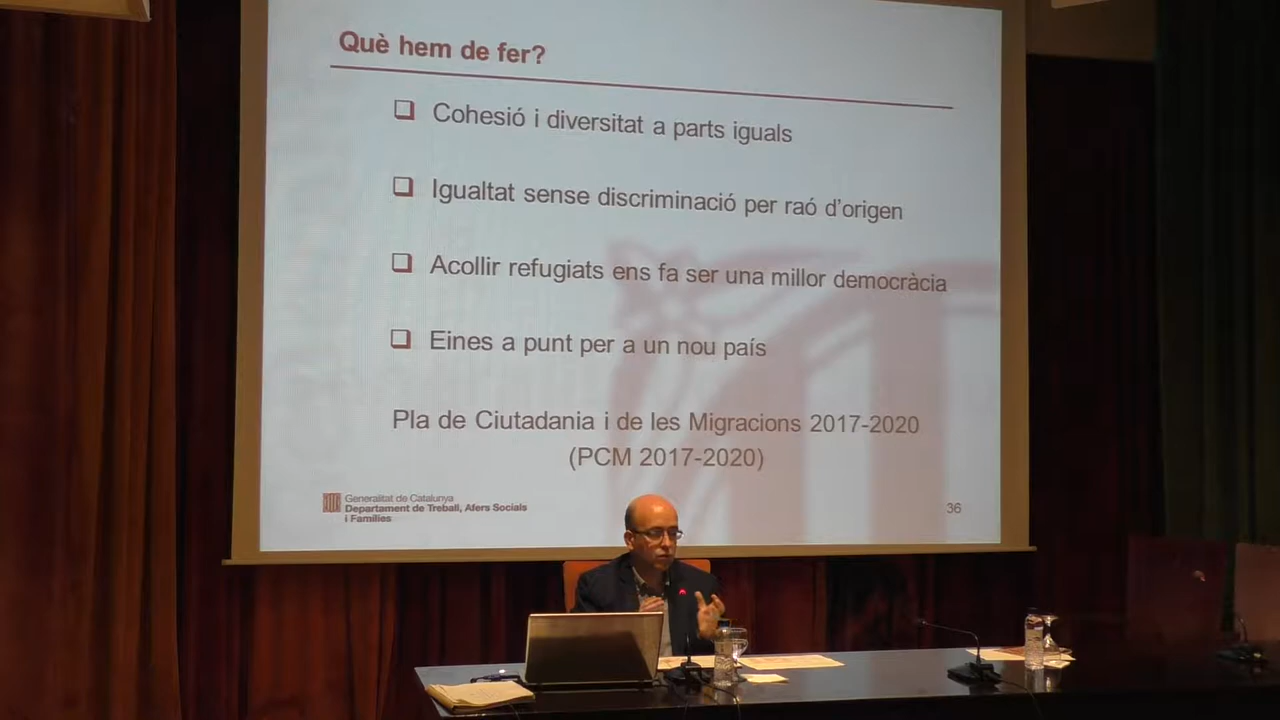 Què hem de fer?
Cohesió i diversitat a parts iguals
Igualtat sense discriminació per raó d'origen
Acollir refugiats ens fa ser una millor democràcia
Eines a punt per a un nou país
Pla de Ciutadania i de les Migracions 2017-2020
(PCM 2017-2020)
Generalitat de Catalunya
Departament de Treball, Afers Socials
i Famílies
36